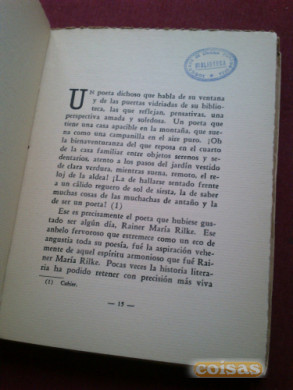 BIBLIOTECA
UN poeta dichoso que habla de su ventana
y de las puertas vidriadas de su biblio-
teca, las que reflejan, pensativas, una
perspectiva amada y soledosa. Un poeta que
tiene una casa apacible en la montaña, que sue-
na como una campanilla en el aire puro. ¡Oh
la bienaventuranza del que reposa en el cuarto
de la casa familiar entre objetos serenos y se-
dentarios, atento a los pasos del jardín desnudo
de clara verdura, mientras suena, remoto, el re-
loj de la aldea! ¡La de hallarse sentado frente
a un cálido reguero de sol de siesta, la de saber
muchas cosas de las muchachas de antaño y la
de ser un poeta! (1)
Ese es precisamente el poeta que hubiese gus-
tado ser algún día, Rainer María Rilke. Ese
anhelo fervoroso que estremece como un eco de
angustia toda su poesía, fué la aspiración vehe-
mente de aquel espíritu armonioso que fué Rai-
ner María Rilke. Pocas veces la historia litera-
ria ha podido retener con precisión más viva
(1) Cahier.
— 15 —
coisas